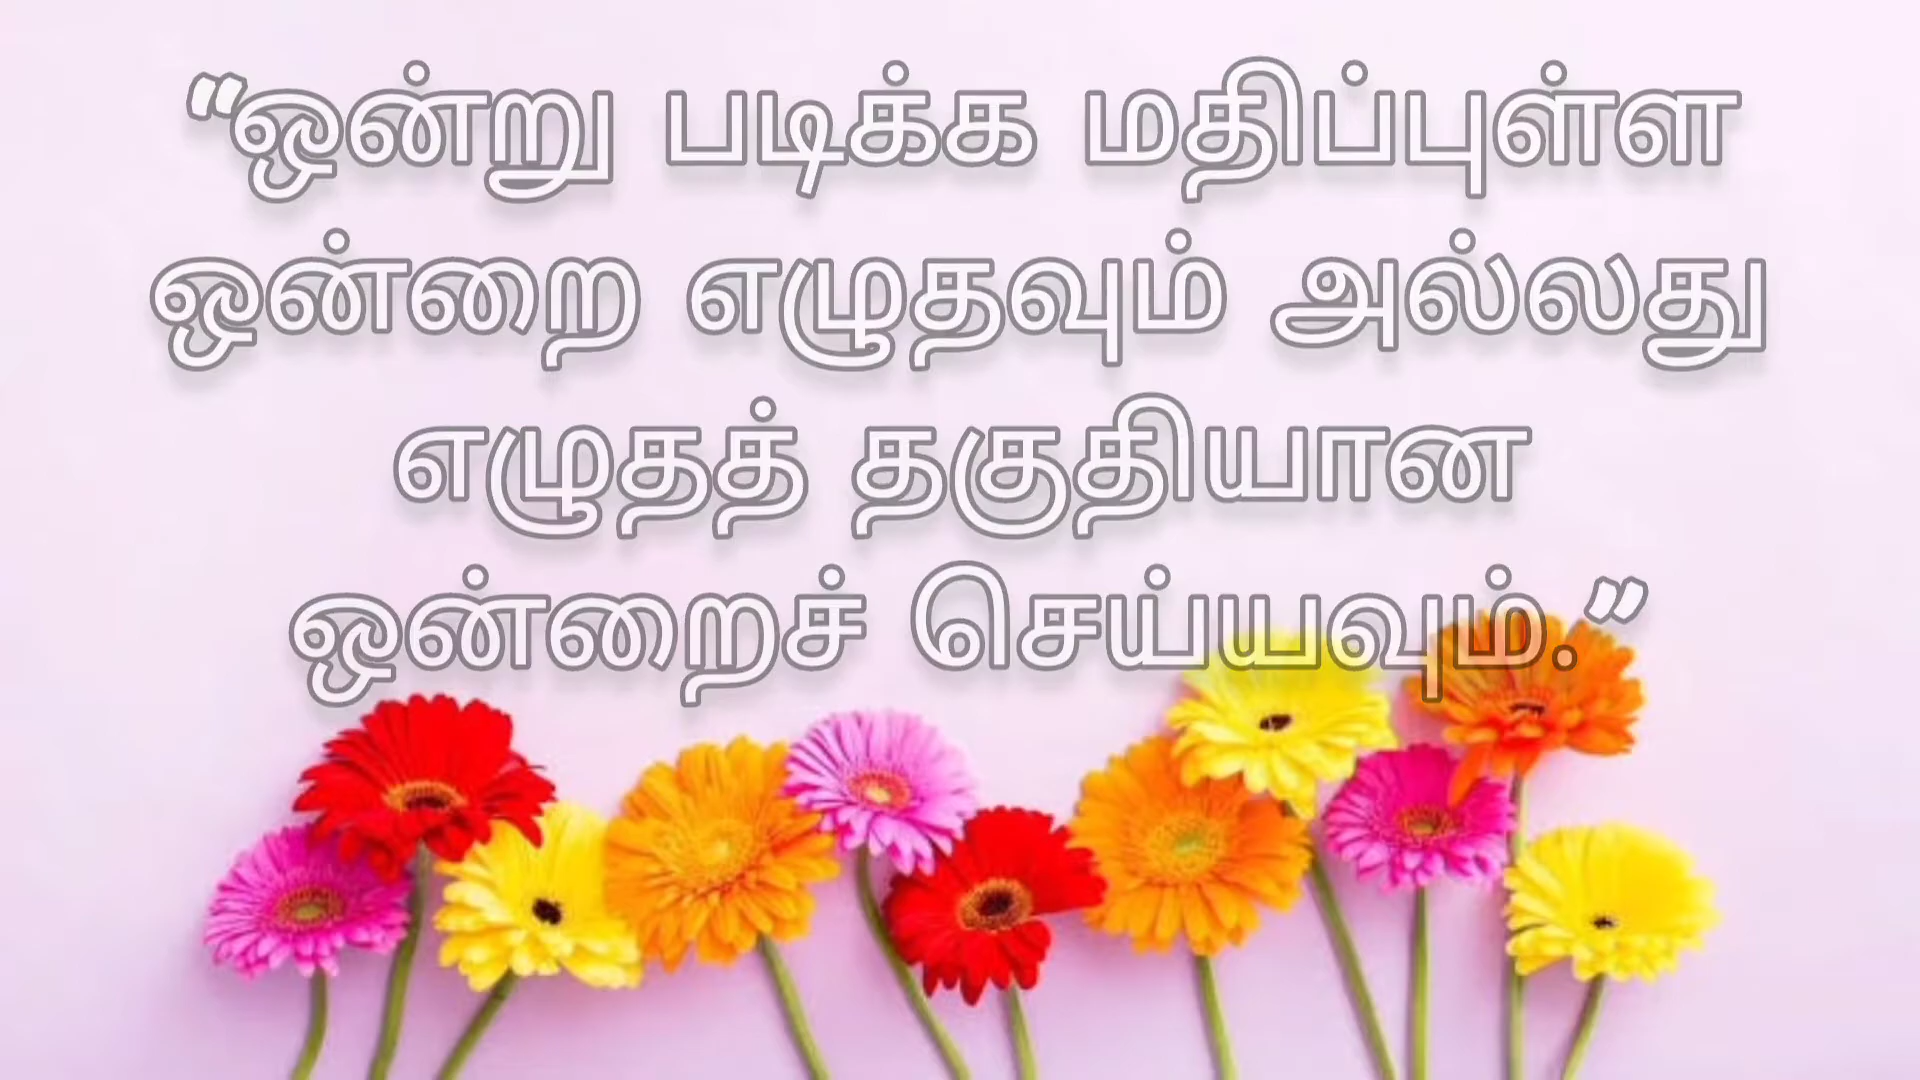 "ஒன்று படிக்க மதிப்புள்ள
ஒன்றை எழுதவும் அல்லது
எழுதத் தகுதியான
ஒன்றைச் செய்யவும்."